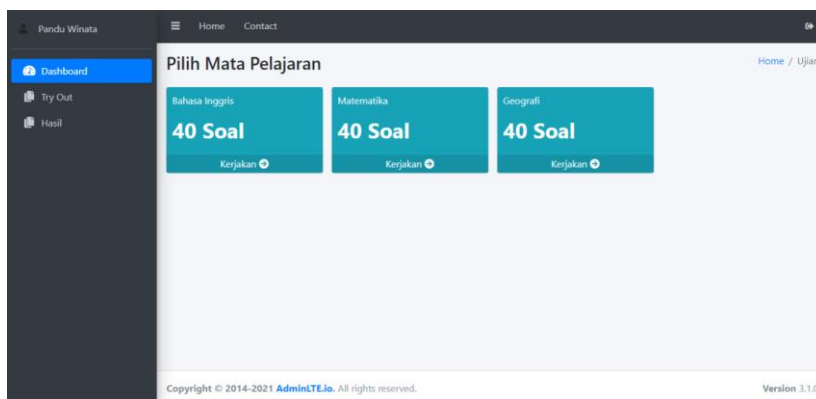 Pandu Winata
Home Contact
Dashboard
Try Out
Hasil
Pilih Mata Pelajaran
Home / Ujian
Bahasa Inggris
40 Soal
Kerjakan
Matematika
40 Soal
Kerjakan
Geografi
40 Soal
Kerjakan
Copyright © 2014-2021 AdminLTE.io. All rights reserved.
Version 3.1.0